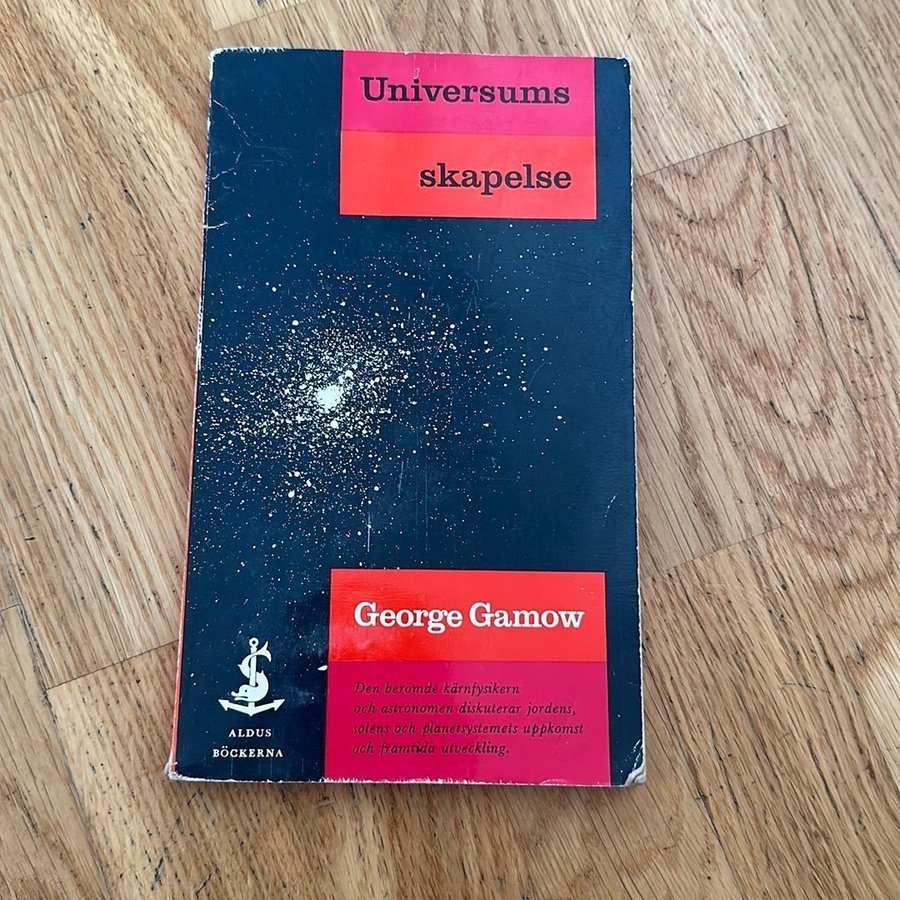 Universums
skapelse
George Gamow
Den berömde kärnfysikern
och astronomen diskuterar jordens,
solens och planetsystemets uppkomst
och framtida utveckling.
ALDUS
BÖCKERNA